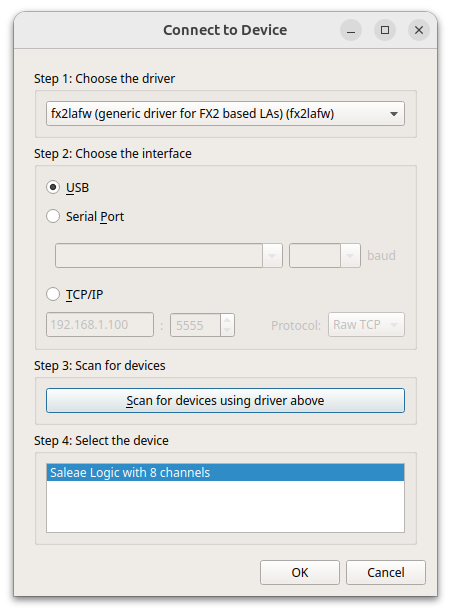 Connect to Device
Step 1: Choose the driver
fx2lafw (generic driver for FX2 based LAs) (fx2lafw)
Step 2: Choose the interface
USB
Serial Port
baud
TCP/IP
192.168.1.100 : 5555 Protocol: Raw TCP
Step 3: Scan for devices
Scan for devices using driver above
Step 4: Select the device
Saleae Logic with 8 channels
OK Cancel